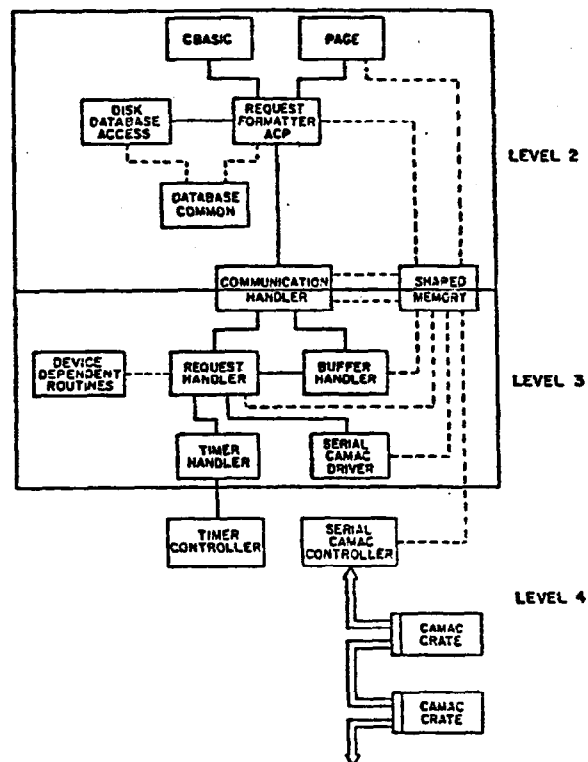 CBASIC
PAGE
DISK
DATABASE
ACCESS
REQUEST
FORMATTER
ACP
LEVEL 2
DATABASE
COMMON
COMMUNICATION
HANDLER
SHARED
MEMORY
DEVICE
DEPENDENT
ROUTINES
REQUEST
HANDLER
BUFFER
HANDLER
LEVEL 3
TIMER
HANDLER
SERIAL
CAMAC
DRIVER
TIMER
CONTROLLER
SERIAL
CAMAC
CONTROLLER
LEVEL 4
CAMAC
CRATE
CAMAC
CRATE